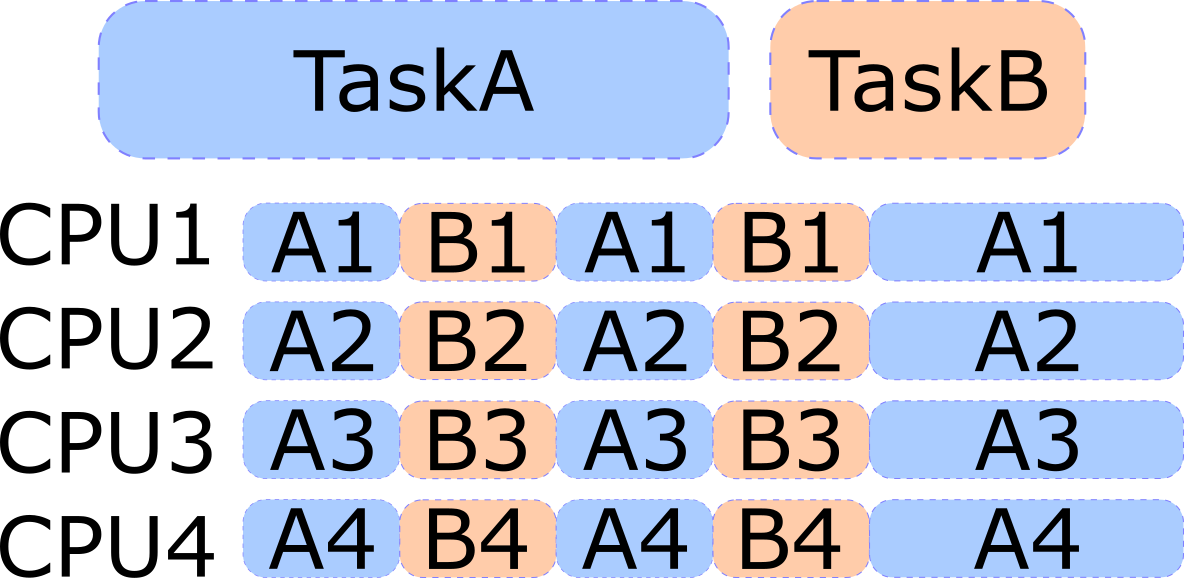 TaskA TaskB
CPU1 A1 B1 A1 B1 A1
CPU2 A2 B2 A2 B2 A2
CPU3 A3 B3 A3 B3 A3
CPU4 A4 B4 A4 B4 A4